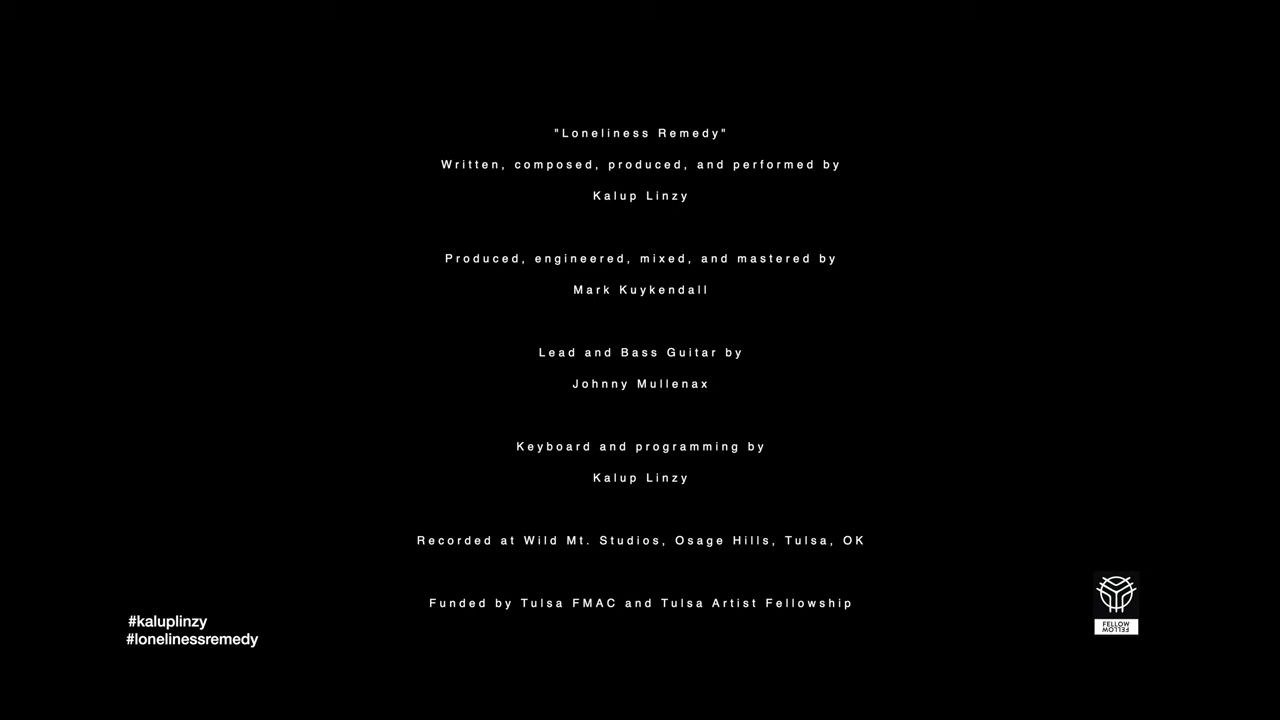 "Loneliness Remedy"
Written, composed, produced, and performed by
Kalup Linzy
Produced, engineered, mixed, and mastered by
Mark Kuykendall
Lead and Bass Guitar by
Johnny Mullenax
Keyboard and programming by
Kalup Linzy
Recorded at Wild Mt. Studios, Osage Hills, Tulsa, OK
Funded by Tulsa FMAC and Tulsa Artist Fellowship
#kaluplinzy
#lonelinessremedy
FELLOW
FELLOW